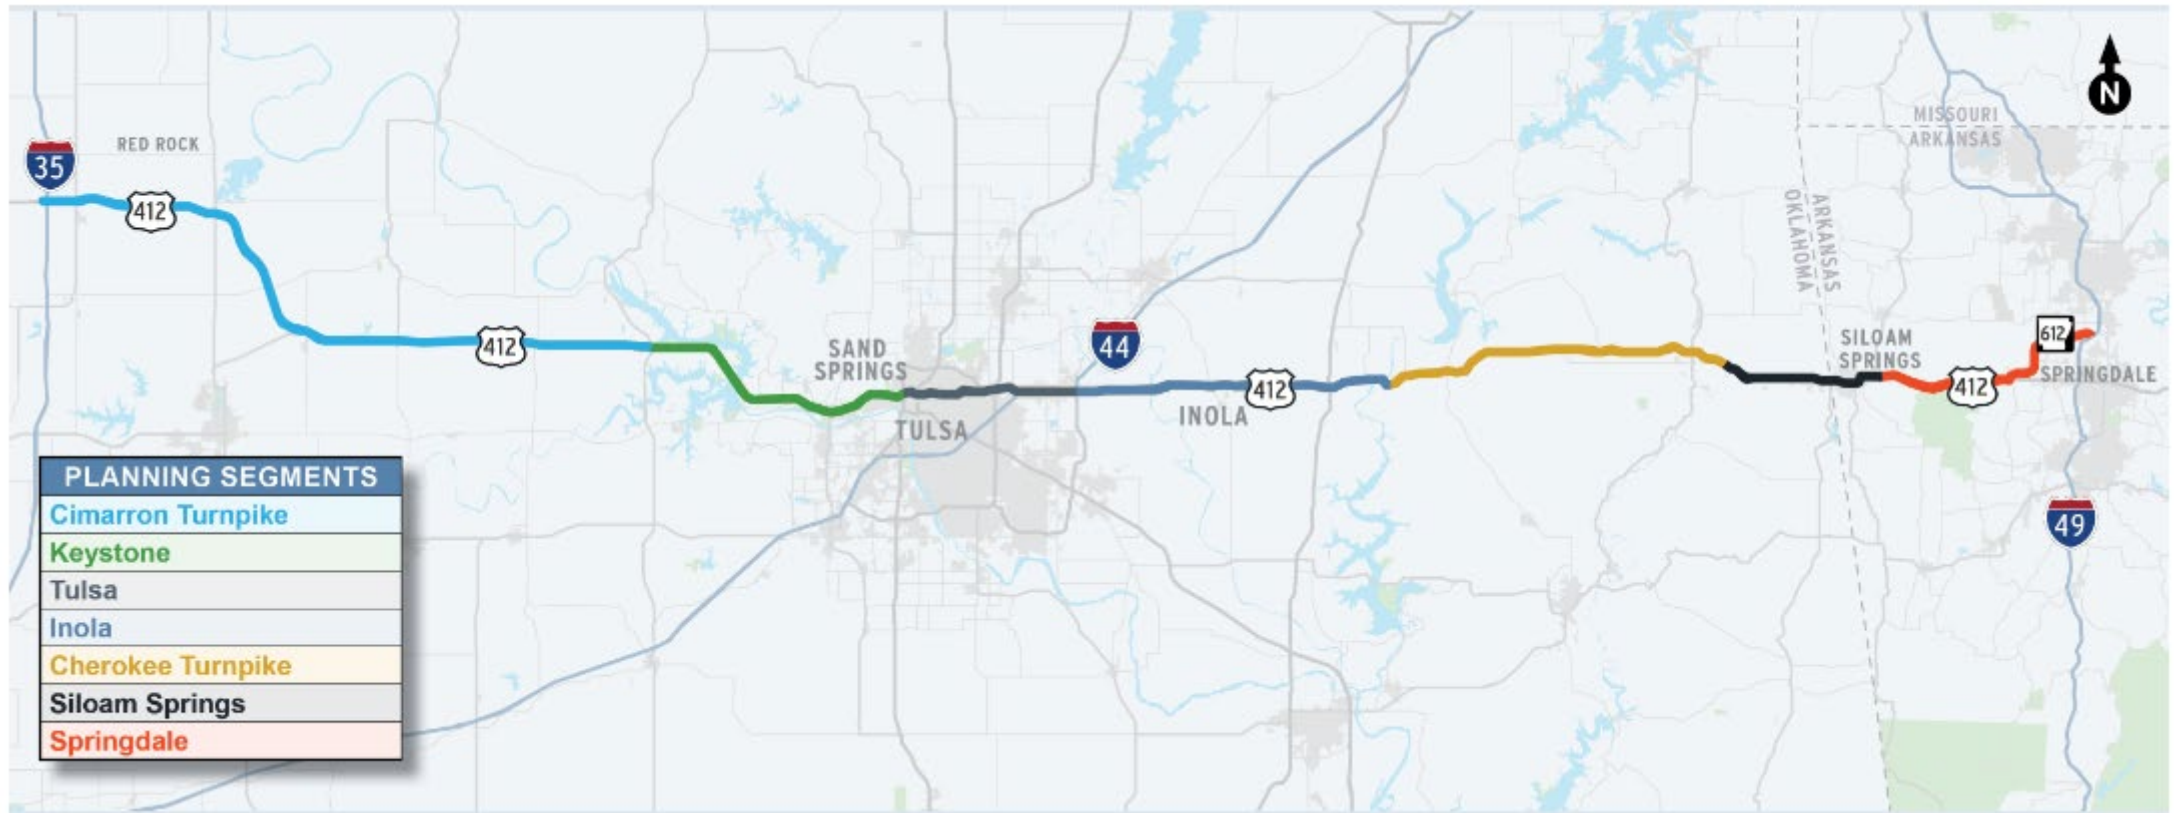 N
MISSOURI
ARKANSAS
RED ROCK
35
412
ARKANSAS
OKLAHOMA
412
SAND
SPRINGS
44
612
SILOAM
SPRINGS
412
412
SPRINGDALE
INOLA
TULSA
PLANNING SEGMENTS
Cimarron Turnpike
Keystone
Tulsa
Inola
Cherokee Turnpike
Siloam Springs
Springdale
49